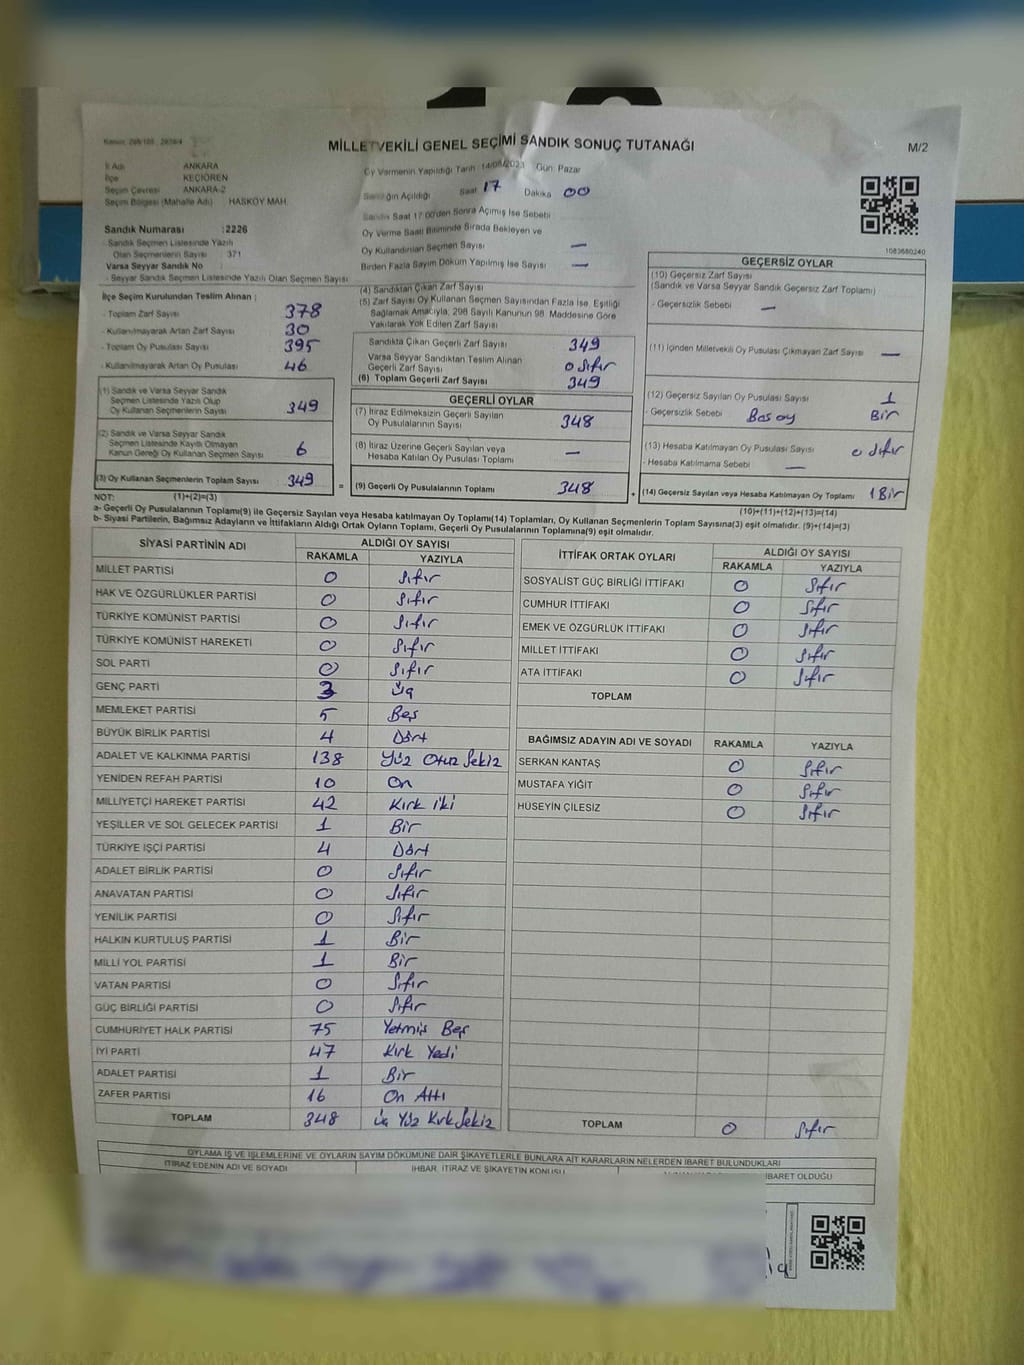 MİLLETVEKİLİ GENEL SEÇİMİ SANDIK SONUÇ TUTANAĞI
M/2
İl Adı ANKARA
İlçe KEÇİÖREN
Seçim Çevresi ANKARA-2
Seçim Bölgesi (Mahalle Adı) HASKÖY MAH.
Oy Vermenin Yapıldığı Tarih Gün: Pazar
Sandığın Açıldığı Saat 17 Dakika 00
Sandık Saat 17:00'den Sonra Açılmış İse Sebebi
Oy Verme Saati Bitiminde Sırada Bekleyen ve
Oy Kullandırılan Seçmen Sayısı —
Birden Fazla Sayım Döküm Yapılmış İse Sayısı —
1083680240
Sandık Numarası :2226
- Sandık Seçmen Listesinde Yazılı
Olan Seçmenlerin Sayısı 371
Varsa Seyyar Sandık No :
- Seyyar Sandık Seçmen Listesinde Yazılı Olan Seçmen Sayısı
İlçe Seçim Kurulundan Teslim Alınan :
- Toplam Zarf Sayısı 378
- Kullanılmayarak Artan Zarf Sayısı 30
- Toplam Oy Pusulası Sayısı 395
- Kullanılmayarak Artan Oy Pusulası 46
(1) Sandık ve Varsa Seyyar Sandık
Seçmen Listesinde Yazılı Olup
Oy Kullanan Seçmenlerin Sayısı 349
(2) Sandık ve Varsa Seyyar Sandık
Seçmen Listesinde Kayıtlı Olmayan
Kanun Gereği Oy Kullanan Seçmen Sayısı 6
(3) Oy Kullanan Seçmenlerin Toplam Sayısı 349
(4) Sandıktan Çıkan Zarf Sayısı
(5) Zarf Sayısı Oy Kullanan Seçmen Sayısından Fazla İse, Eşitliği
Sağlamak Amacıyla, 298 Sayılı Kanunun 98. Maddesine Göre
Yakılarak Yok Edilen Zarf Sayısı
Sandıkta Çıkan Geçerli Zarf Sayısı 349
Varsa Seyyar Sandıktan Teslim Alınan
Geçerli Zarf Sayısı 0 Sıfır
(6) Toplam Geçerli Zarf Sayısı 349
GEÇERLİ OYLAR
(7) İtiraz Edilmeksizin Geçerli Sayılan
Oy Pusulalarının Sayısı 348
(8) İtiraz Üzerine Geçerli Sayılan veya
Hesaba Katılan Oy Pusulası Toplamı —
= (9) Geçerli Oy Pusulalarının Toplamı 348
GEÇERSİZ OYLAR
(10) Geçersiz Zarf Sayısı
(Sandık ve Varsa Seyyar Sandık Geçersiz Zarf Toplamı)
- Geçersizlik Sebebi —
(11) İçinden Milletvekili Oy Pusulası Çıkmayan Zarf Sayısı —
(12) Geçersiz Sayılan Oy Pusulası Sayısı 1
- Geçersizlik Sebebi Bas oy Bir
(13) Hesaba Katılmayan Oy Pusulası Sayısı 0 Sıfır
- Hesaba Katılmama Sebebi —
+ (14) Geçersiz Sayılan veya Hesaba Katılmayan Oy Toplamı 1 Bir
NOT: (1)+(2)=(3)
(10)+(11)+(12)+(13)=(14)
a- Geçerli Oy Pusulalarının Toplamı(9) ile Geçersiz Sayılan veya Hesaba katılmayan Oy Toplamı(14) Toplamları, Oy Kullanan Seçmenlerin Toplam Sayısına(3) eşit olmalıdır. (9)+(14)=(3)
b- Siyasi Partilerin, Bağımsız Adayların ve İttifakların Aldığı Ortak Oyların Toplamı, Geçerli Oy Pusulalarının Toplamına(9) eşit olmalıdır.
SİYASİ PARTİNİN ADI ALDIĞI OY SAYISI
RAKAMLA YAZIYLA
MİLLET PARTİSİ 0 Sıfır
HAK VE ÖZGÜRLÜKLER PARTİSİ 0 Sıfır
TÜRKİYE KOMÜNİST PARTİSİ 0 Sıfır
TÜRKİYE KOMÜNİST HAREKETİ 0 Sıfır
SOL PARTİ 0 Sıfır
GENÇ PARTİ 3 Üç
MEMLEKET PARTİSİ 5 Beş
BÜYÜK BİRLİK PARTİSİ 4 Dört
ADALET VE KALKINMA PARTİSİ 138 Yüz Otuz Sekiz
YENİDEN REFAH PARTİSİ 10 On
MİLLİYETÇİ HAREKET PARTİSİ 42 Kırk iki
YEŞİLLER VE SOL GELECEK PARTİSİ 1 Bir
TÜRKİYE İŞÇİ PARTİSİ 4 Dört
ADALET BİRLİK PARTİSİ 0 Sıfır
ANAVATAN PARTİSİ 0 Sıfır
YENİLİK PARTİSİ 0 Sıfır
HALKIN KURTULUŞ PARTİSİ 1 Bir
MİLLİ YOL PARTİSİ 1 Bir
VATAN PARTİSİ 0 Sıfır
GÜÇ BİRLİĞİ PARTİSİ 0 Sıfır
CUMHURİYET HALK PARTİSİ 75 Yetmiş Beş
İYİ PARTİ 47 Kırk Yedi
ADALET PARTİSİ 1 Bir
ZAFER PARTİSİ 16 On Altı
TOPLAM 348 Üç Yüz Kırk Sekiz
İTTİFAK ORTAK OYLARI ALDIĞI OY SAYISI
RAKAMLA YAZIYLA
SOSYALİST GÜÇ BİRLİĞİ İTTİFAKI 0 Sıfır
CUMHUR İTTİFAKI 0 Sıfır
EMEK VE ÖZGÜRLÜK İTTİFAKI 0 Sıfır
MİLLET İTTİFAKI 0 Sıfır
ATA İTTİFAKI 0 Sıfır
TOPLAM
BAĞIMSIZ ADAYIN ADI VE SOYADI RAKAMLA YAZIYLA
SERKAN KANTAŞ 0 Sıfır
MUSTAFA YİĞİT 0 Sıfır
HÜSEYİN ÇİLESİZ 0 Sıfır
TOPLAM 0 Sıfır
OYLAMA İŞ VE İŞLEMLERİNE VE OYLARIN SAYIM DÖKÜMÜNE DAİR ŞİKAYETLERLE BUNLARA AİT KARARLARIN NELERDEN İBARET BULUNDUKLARI
İTİRAZ EDENİN ADI VE SOYADI İHBAR, İTİRAZ VE ŞİKAYETİN KONUSU İBARET OLDUĞU